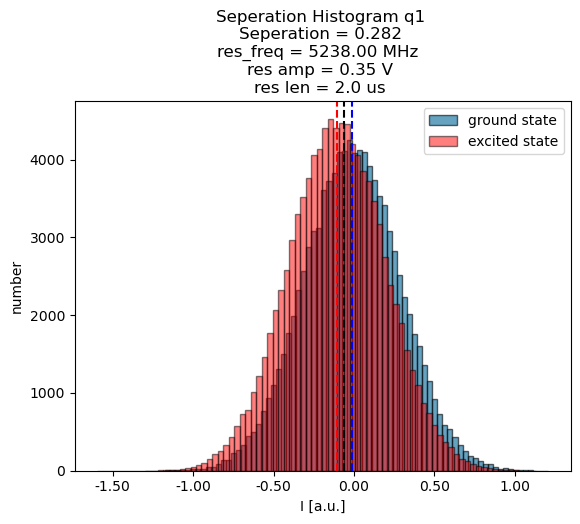 Seperation Histogram q1
Seperation = 0.282
res_freq = 5238.00 MHz
res amp = 0.35 V
res len = 2.0 us
ground state
excited state
4000
3000
2000
1000
0
number
-1.50
-1.00
-0.50
0.00
0.50
1.00
I [a.u.]